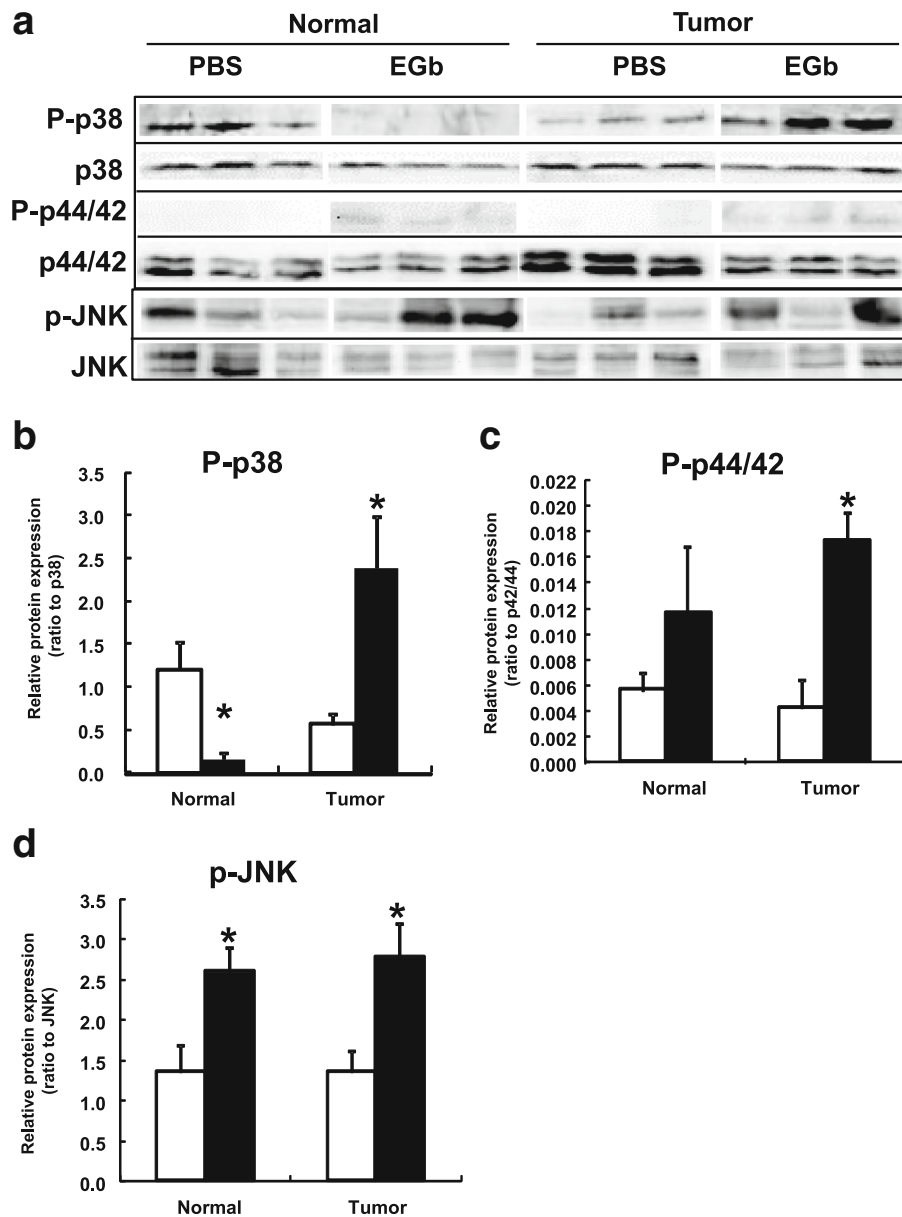 a
Normal Tumor
PBS EGb PBS EGb
P-p38
p38
P-p44/42
p44/42
p-JNK
JNK
b
P-p38
Relative protein expression
(ratio to p38)
3.5
3.0
2.5
2.0
1.5
1.0
0.5
0.0
*
*
Normal Tumor
c
P-p44/42
Relative protein expression
(ratio to p42/44)
0.022
0.020
0.018
0.016
0.014
0.012
0.010
0.008
0.006
0.004
0.002
0.000
*
Normal Tumor
d
p-JNK
Relative protein expression
(ratio to JNK)
3.5
3.0
2.5
2.0
1.5
1.0
0.5
0.0
*
*
Normal Tumor